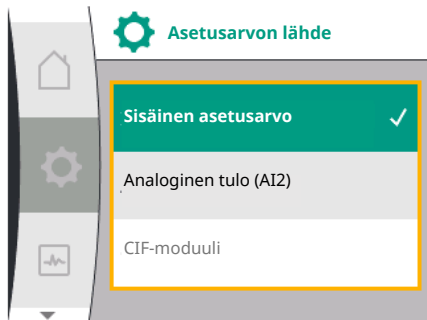 Asetusarvon lähde
Sisäinen asetusarvo
Analoginen tulo (AI2)
CIF-moduuli